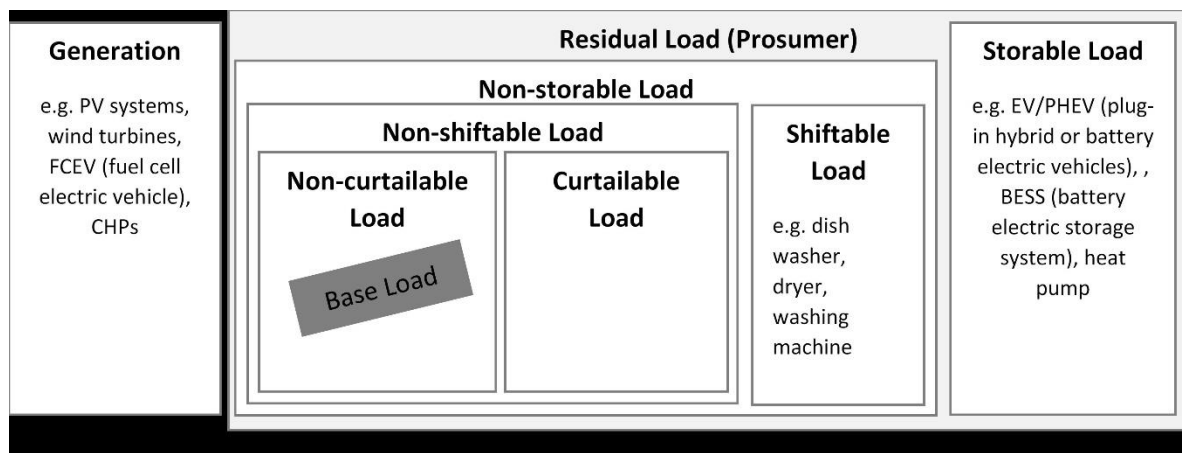 Generation
e.g. PV systems,
wind turbines,
FCEV (fuel cell
electric vehicle),
CHPs
Residual Load (Prosumer)
Non-storable Load
Non-shiftable Load
Non-curtailable
Load
Base Load
Curtailable
Load
Shiftable
Load
e.g. dish
washer,
dryer,
washing
machine
Storable Load
e.g. EV/PHEV (plug-
in hybrid or battery
electric vehicles), ,
BESS (battery
electric storage
system), heat
pump